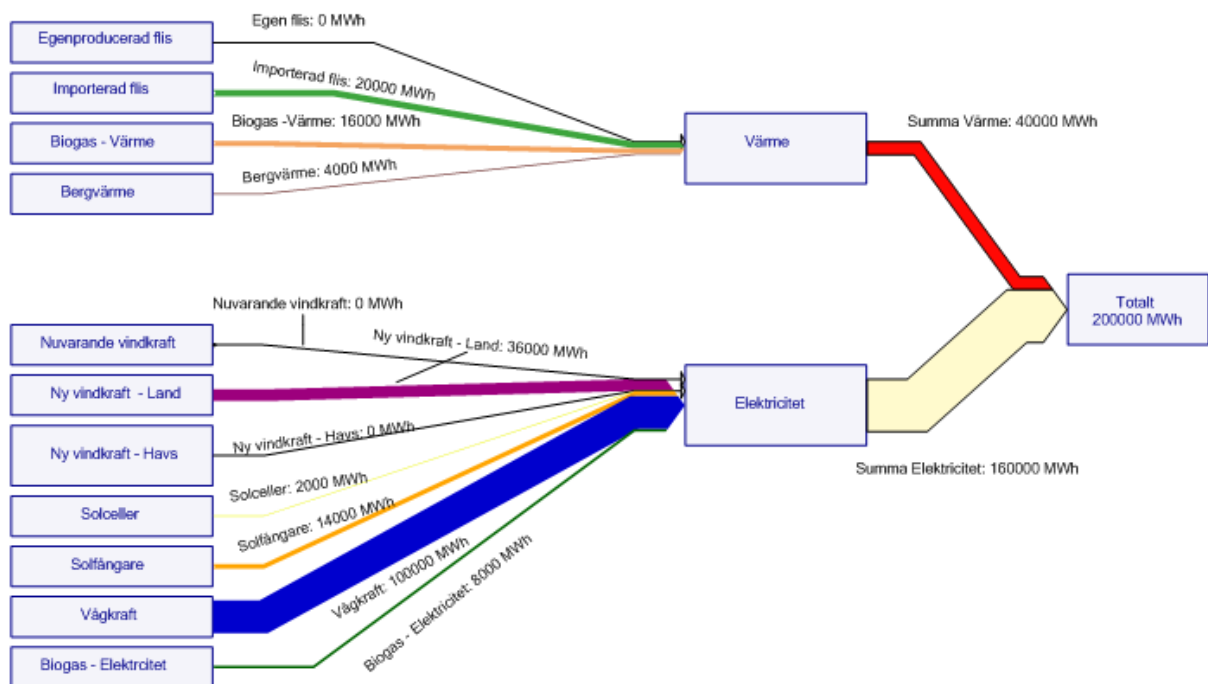 Egen flis: 0 MWh
Egenproducerad flis
Importerad flis: 20000 MWh
Importerad flis
Biogas -Värme: 16000 MWh
Biogas - Värme
Bergvärme: 4000 MWh
Bergvärme
Värme
Summa Värme: 40000 MWh
Totalt
200000 MWh
Nuvarande vindkraft: 0 MWh
Nuvarande vindkraft
Ny vindkraft - Land: 36000 MWh
Ny vindkraft - Land
Ny vindkraft - Havs: 0 MWh
Ny vindkraft - Havs
Elektricitet
Summa Elektricitet: 160000 MWh
Solceller: 2000 MWh
Solceller
Solfångare: 14000 MWh
Solfångare
Vågkraft: 100000 MWh
Vågkraft
Biogas - Elektricitet: 8000 MWh
Biogas - Elektrcitet